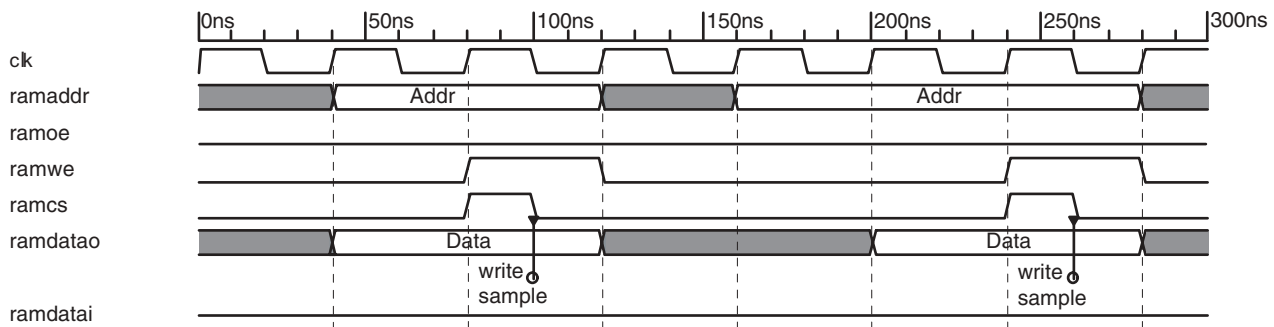 0ns 50ns 100ns 150ns 200ns 250ns 300ns
clk
ramaddr Addr Addr
ramoe
ramwe
ramcs
ramdatao Data Data
write write
sample sample
ramdatai